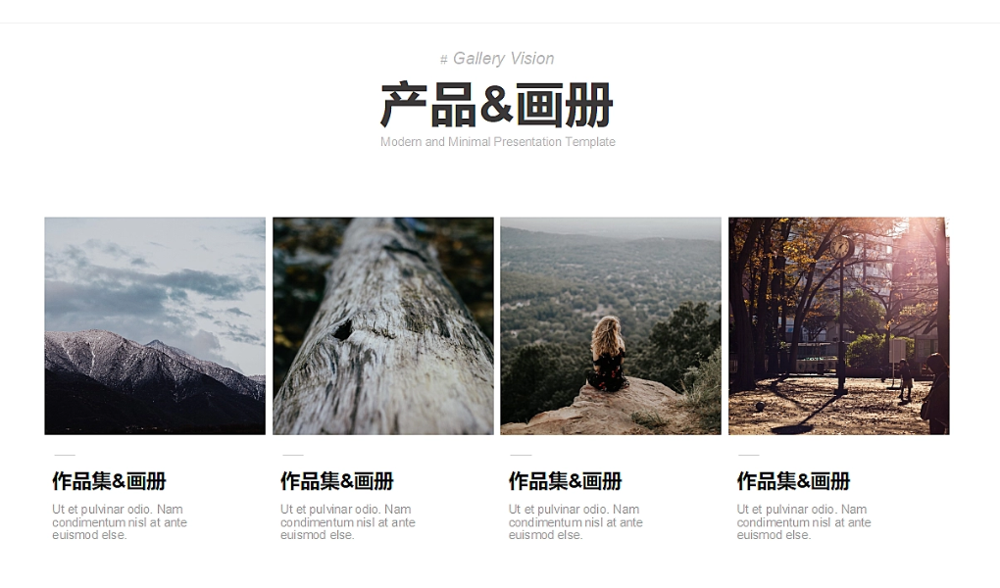 # Gallery Vision
产品&画册
Modern and Minimal Presentation Template
作品集&画册
Ut et pulvinar odio. Nam
condimentum nisl at ante
euismod else.
作品集&画册
Ut et pulvinar odio. Nam
condimentum nisl at ante
euismod else.
作品集&画册
Ut et pulvinar odio. Nam
condimentum nisl at ante
euismod else.
作品集&画册
Ut et pulvinar odio. Nam
condimentum nisl at ante
euismod else.